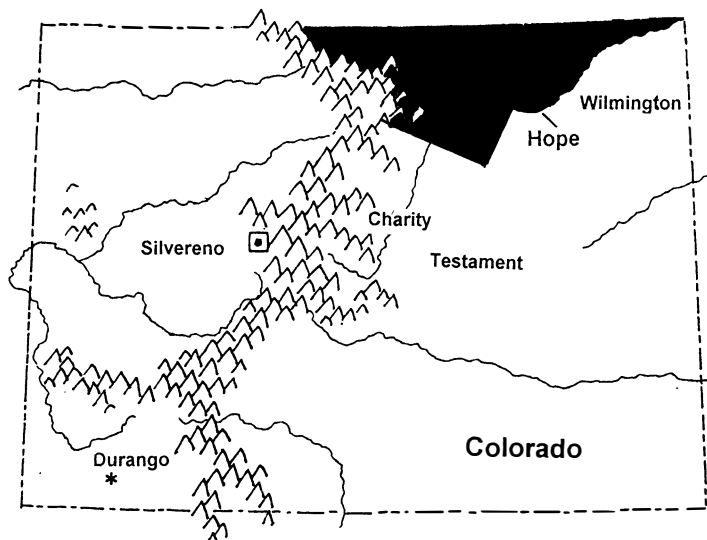 Wilmington
Hope
Charity
Silvereno
Testament
Colorado
Durango